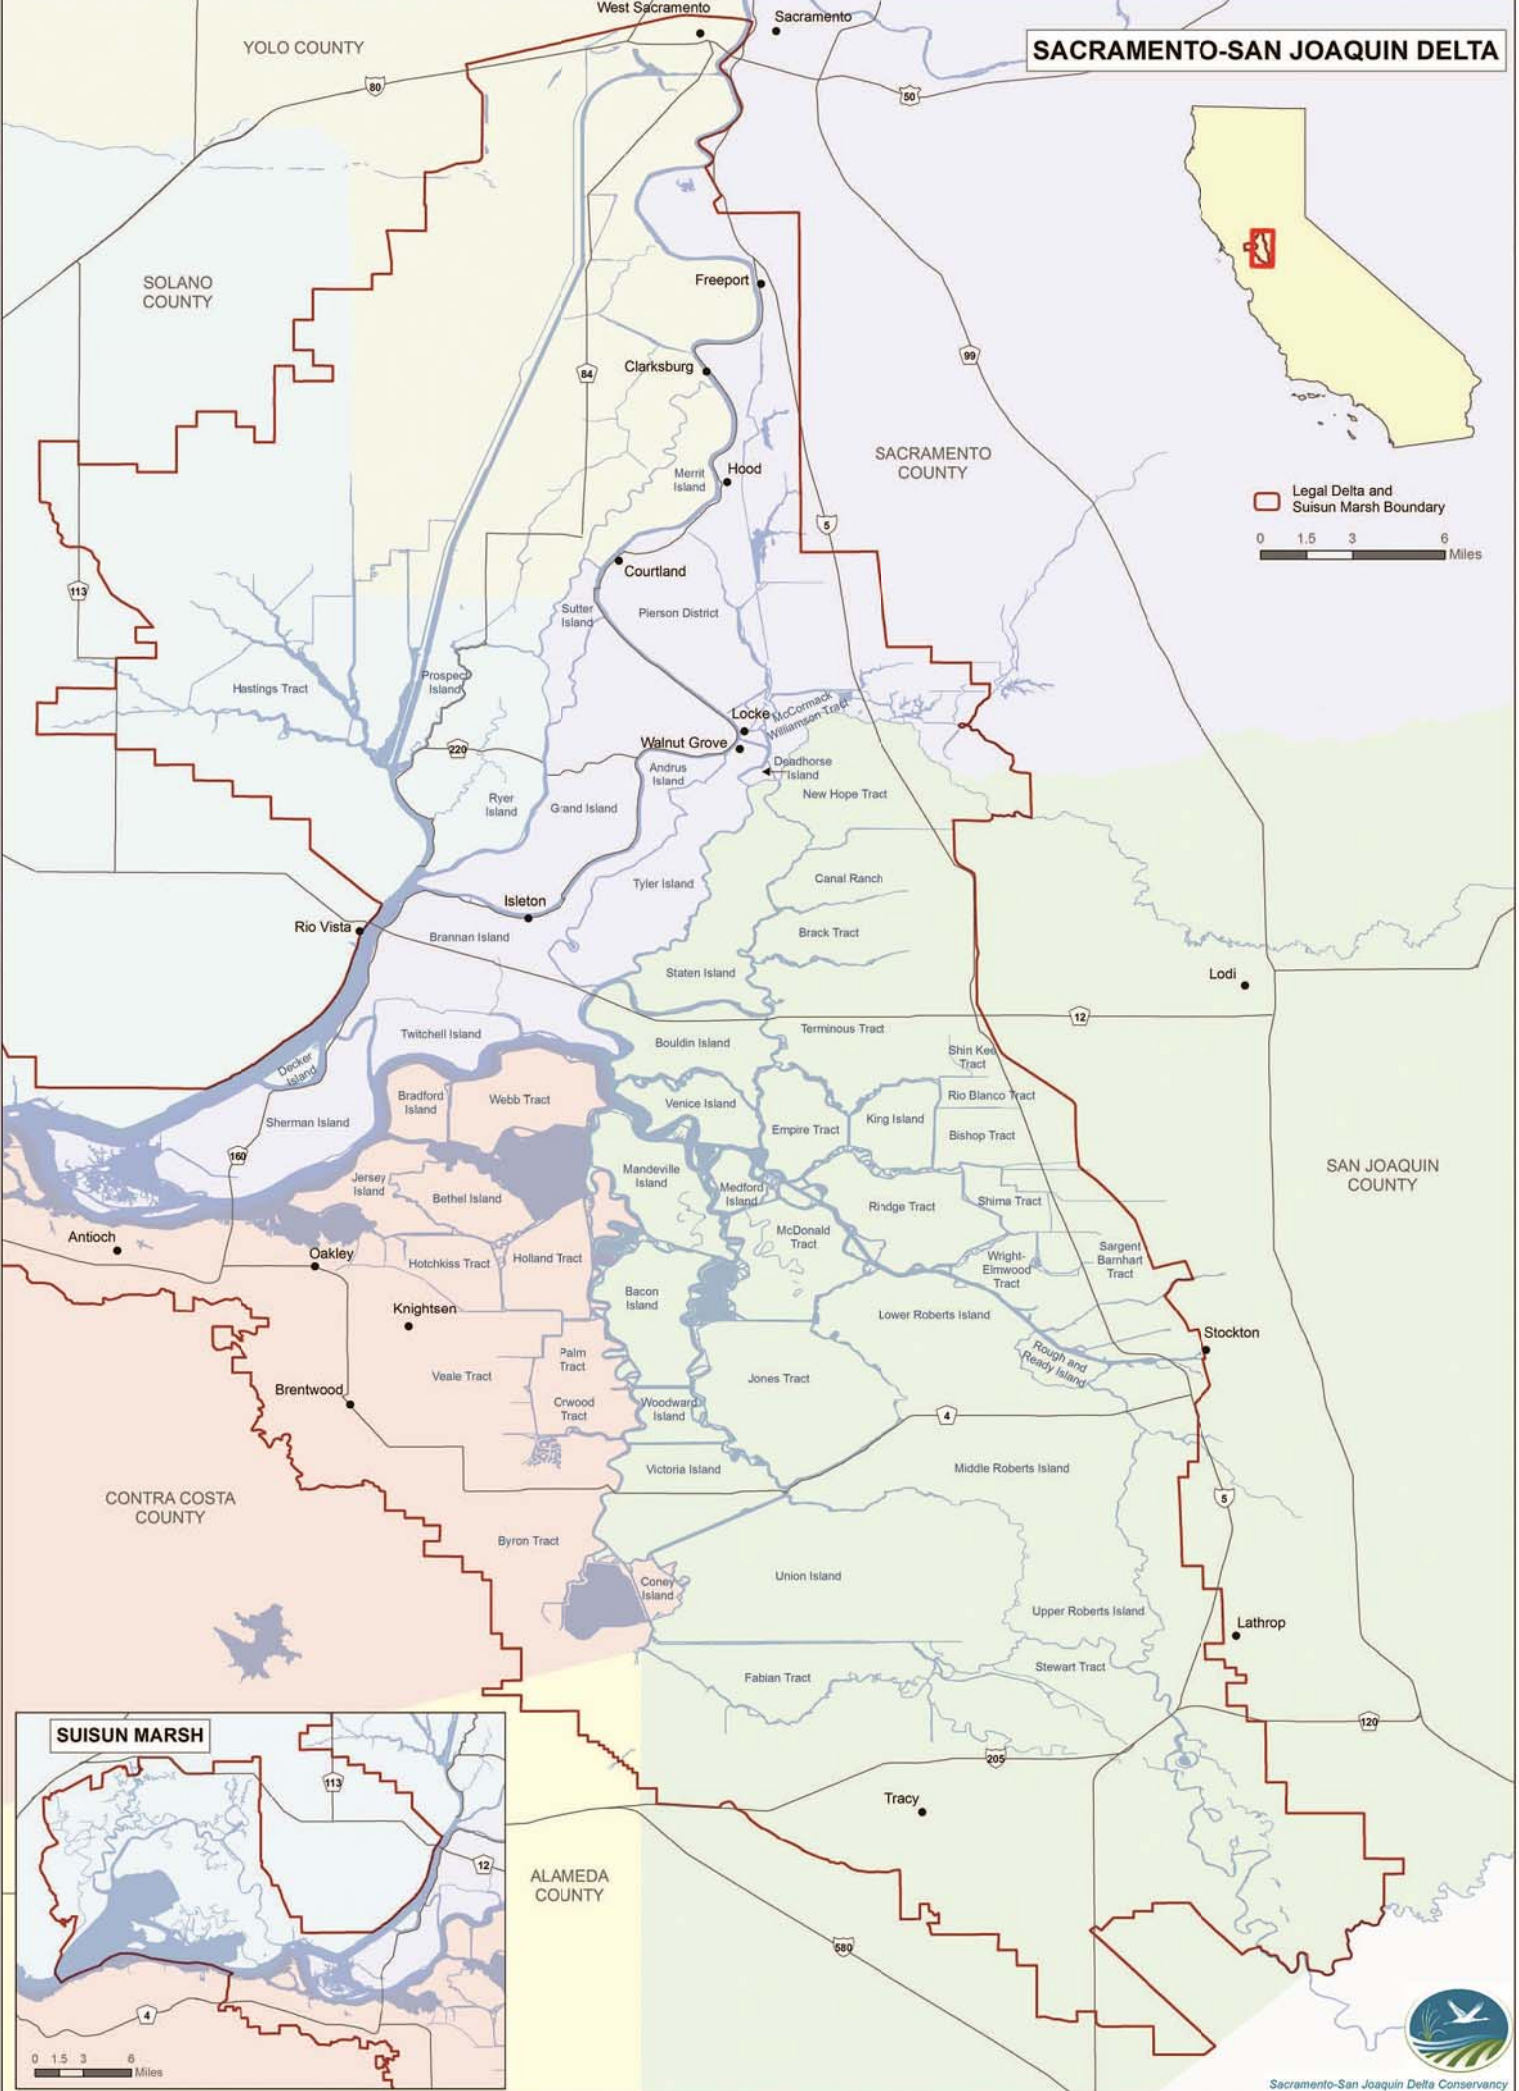 West Sacramento
Sacramento
YOLO COUNTY
SACRAMENTO-SAN JOAQUIN DELTA
80
50
SOLANO
COUNTY
Freeport
99
Clarksburg
84
SACRAMENTO
COUNTY
Merrit
Island
Hood
Legal Delta and
Suisun Marsh Boundary
0 1.5 3 6
Miles
5
Courtland
113
Sutter
Island
Pierson District
Hastings Tract
Prospect
Island
Locke
McCormack
Williamson Tract
Walnut Grove
220
Andrus
Island
Deadhorse
Island
New Hope Tract
Ryer
Island
Grand Island
Tyler Island
Canal Ranch
Isleton
Rio Vista
Brannan Island
Brack Tract
Staten Island
Lodi
12
Twitchell Island
Terminous Tract
Bouldin Island
Decker
Island
Shin Kee
Tract
Bradford
Island
Webb Tract
Venice Island
Rio Blanco Tract
Sherman Island
Empire Tract
King Island
Bishop Tract
160
Mandeville
Island
SAN JOAQUIN
COUNTY
Jersey
Island
Bethel Island
Medford
Island
Rindge Tract
Shima Tract
Antioch
McDonald
Tract
Oakley
Hotchkiss Tract
Holland Tract
Wright-
Elmwood
Tract
Sargent
Barnhart
Tract
Bacon
Island
Knightsen
Lower Roberts Island
Stockton
Palm
Tract
Rough and
Ready Island
Veale Tract
Jones Tract
Brentwood
Orwood
Tract
Woodward
Island
4
Victoria Island
Middle Roberts Island
CONTRA COSTA
COUNTY
5
Byron Tract
Coney
Island
Union Island
Upper Roberts Island
Lathrop
Fabian Tract
Stewart Tract
SUISUN MARSH
120
205
113
Tracy
12
ALAMEDA
COUNTY
580
4
0 1.5 3 6
Miles
Sacramento-San Joaquin Delta Conservancy